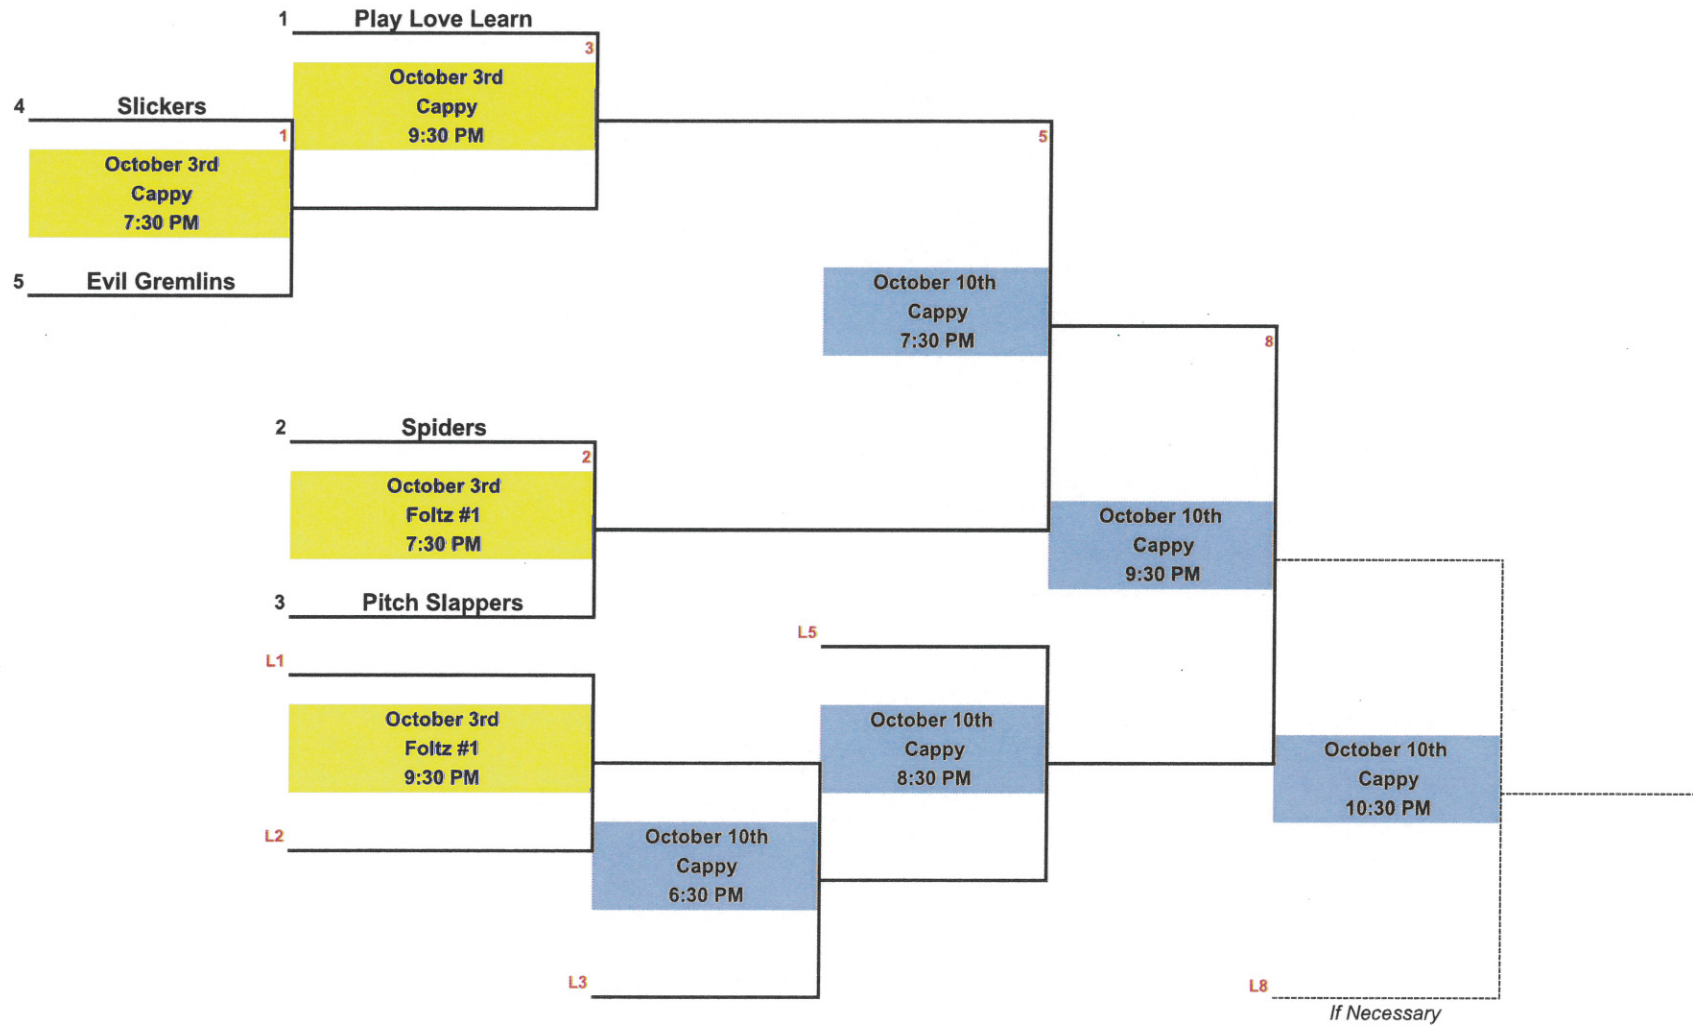 1 Play Love Learn
3
October 3rd
Cappy
9:30 PM
4 Slickers
1
October 3rd
Cappy
7:30 PM
5 Evil Gremlins
5
October 10th
Cappy
7:30 PM
8
2 Spiders
2
October 3rd
Foltz #1
7:30 PM
3 Pitch Slappers
October 10th
Cappy
9:30 PM
L1
October 3rd
Foltz #1
9:30 PM
L2
L5
October 10th
Cappy
8:30 PM
October 10th
Cappy
6:30 PM
L3
October 10th
Cappy
10:30 PM
L8
If Necessary